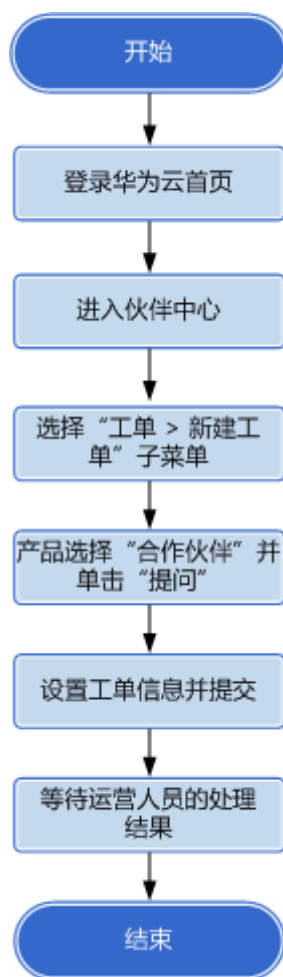 开始
登录华为云首页
进入伙伴中心
选择“工单 > 新建工
单”子菜单
产品选择“合作伙伴”并
单击“提问”
设置工单信息并提交
等待运营人员的处理
结果
结束